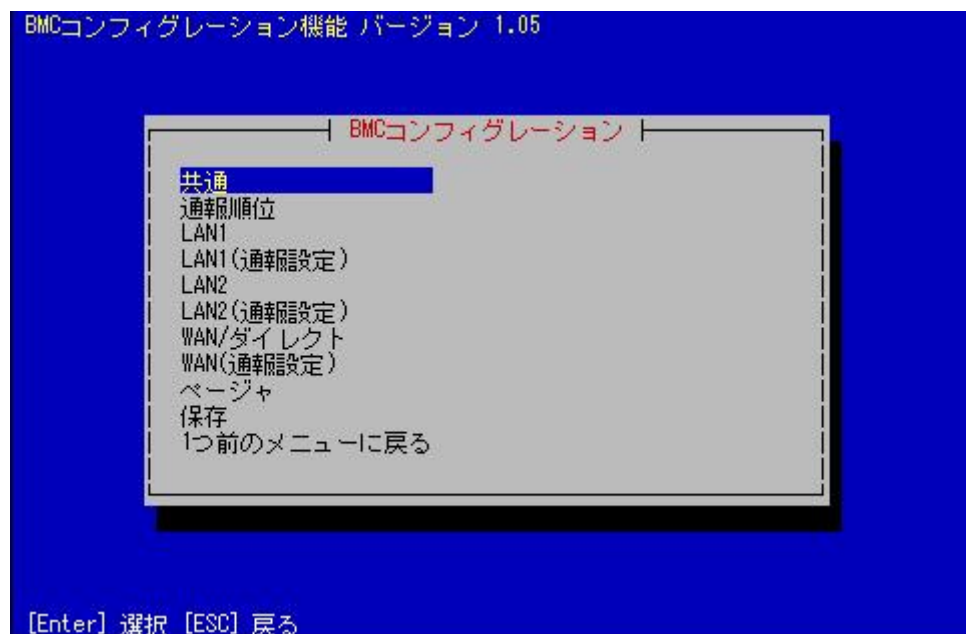 BMCコンフィグレーション機能 バージョン 1.05
BMCコンフィグレーション
共通
通報順位
LAN1
LAN1(通報設定)
LAN2
LAN2(通報設定)
WAN/ダイレクト
WAN(通報設定)
ページャ
保存
1つ前のメニューに戻る
[Enter] 選択 [ESC] 戻る